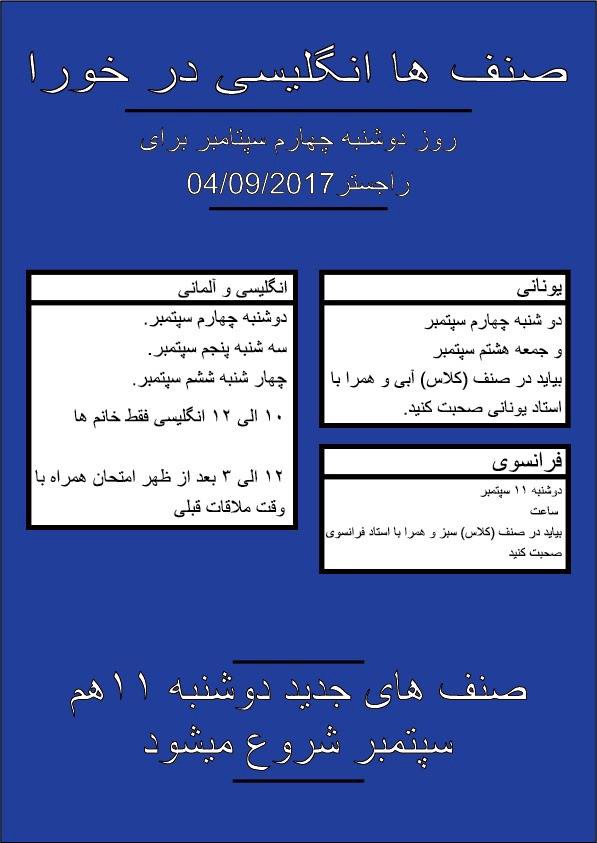 صنف ها انگلیسی در خورا
روز دوشنبه چهارم سپتامبر برای
راجستر04/09/2017
یونانی
دو شنبه چهارم سپتمبر
و جمعه هشتم سپتمبر
بیاید در صنف (کلاس) آبی و همرا با
استاد یونانی صحبت کنید.
انگلیسی و آلمانی
دوشنبه چهارم سپتمبر.
سه شنبه پنجم سپتمبر.
چهار شنبه ششم سپتمبر.
۱۰ الی ۱۲ انگلیسی فقط خانم ها
۱۲ الی ۳ بعد از ظهر امتحان همراه با
وقت ملاقات قبلی
فرانسوی
دوشنبه ۱۱ سپتمبر
ساعت
بیاید در صنف (کلاس) سبز و همرا با استاد فرانسوی
صحبت کنید
صنف های جدید دوشنبه ۱۱هم
سپتمبر شروع میشود